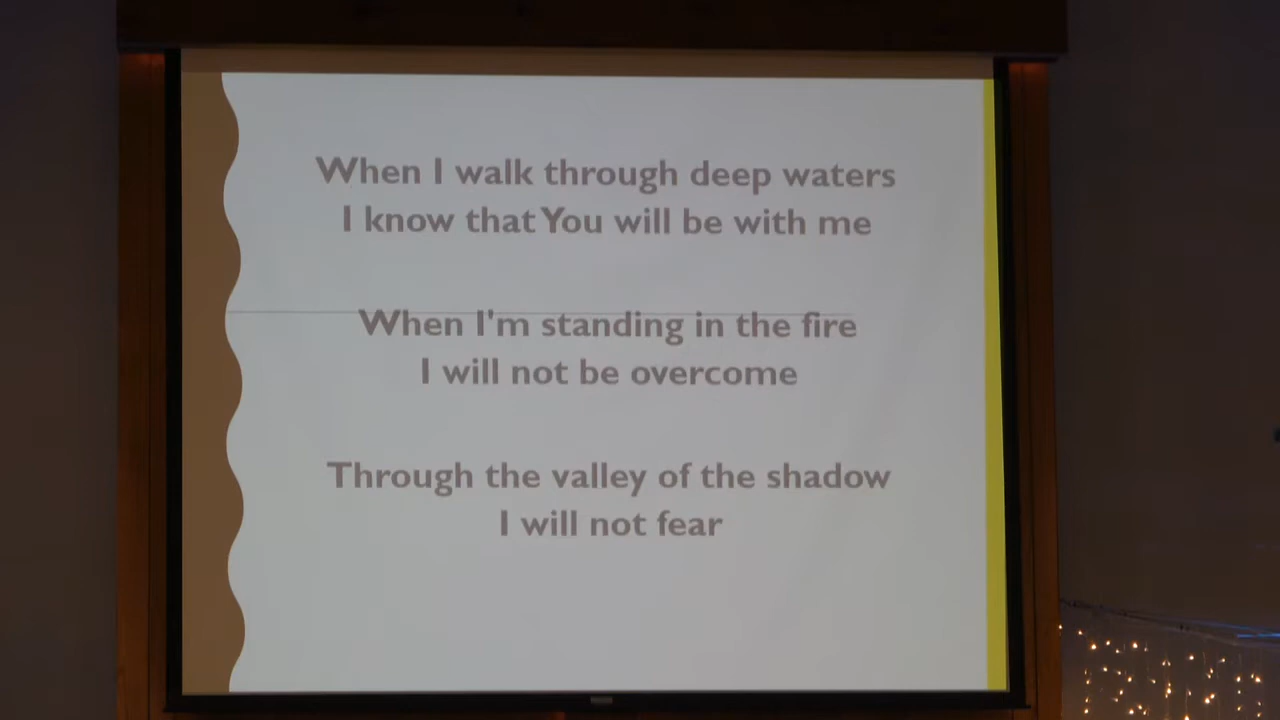 When I walk through deep waters
I know that You will be with me
When I'm standing in the fire
I will not be overcome
Through the valley of the shadow
I will not fear